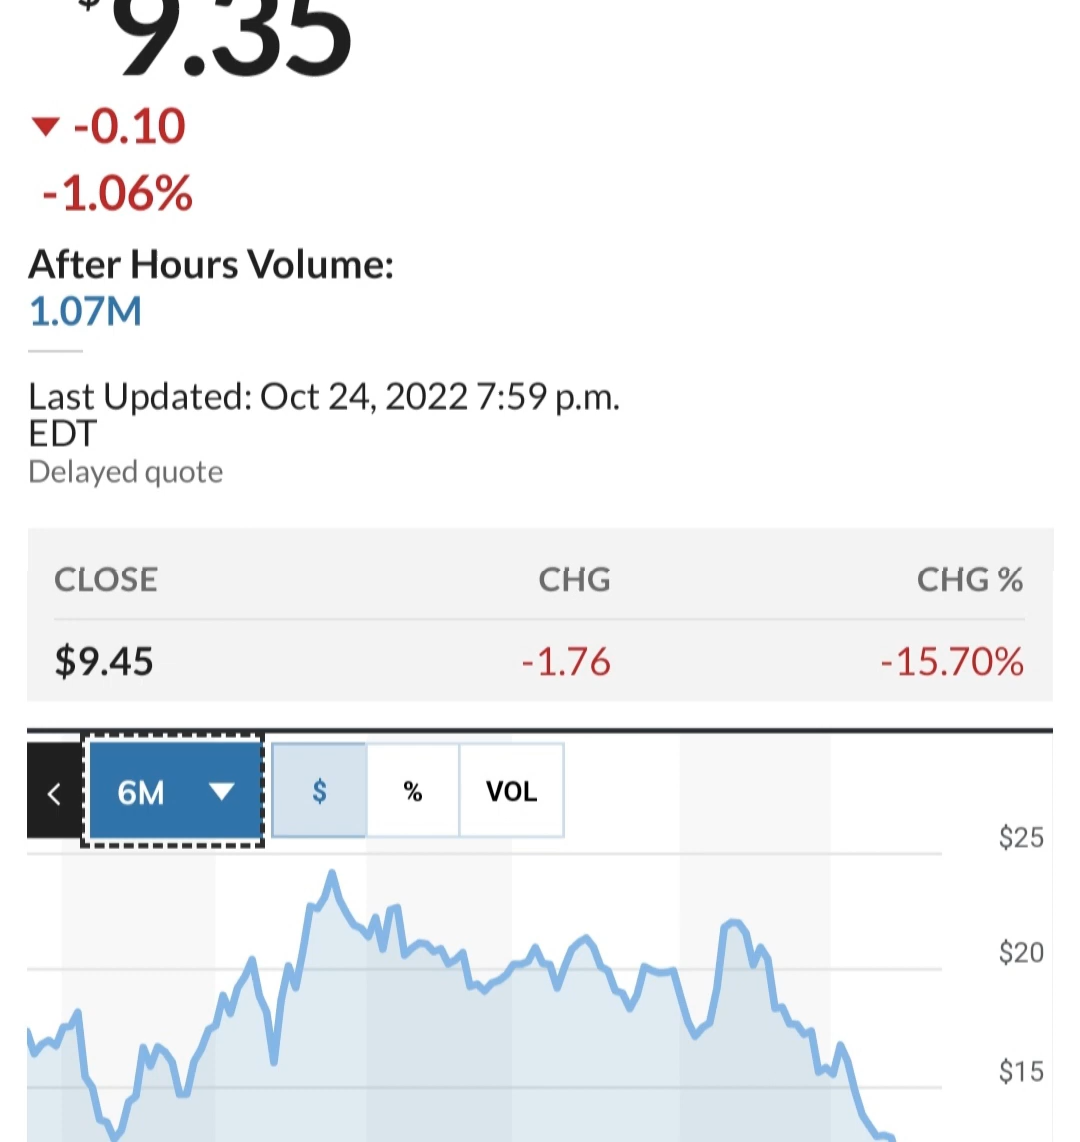 $9.35
-0.10
-1.06%
After Hours Volume:
1.07M
Last Updated: Oct 24, 2022 7:59 p.m.
EDT
Delayed quote
CLOSE CHG CHG %
$9.45 -1.76 -15.70%
6M $ % VOL
$25
$20
$15